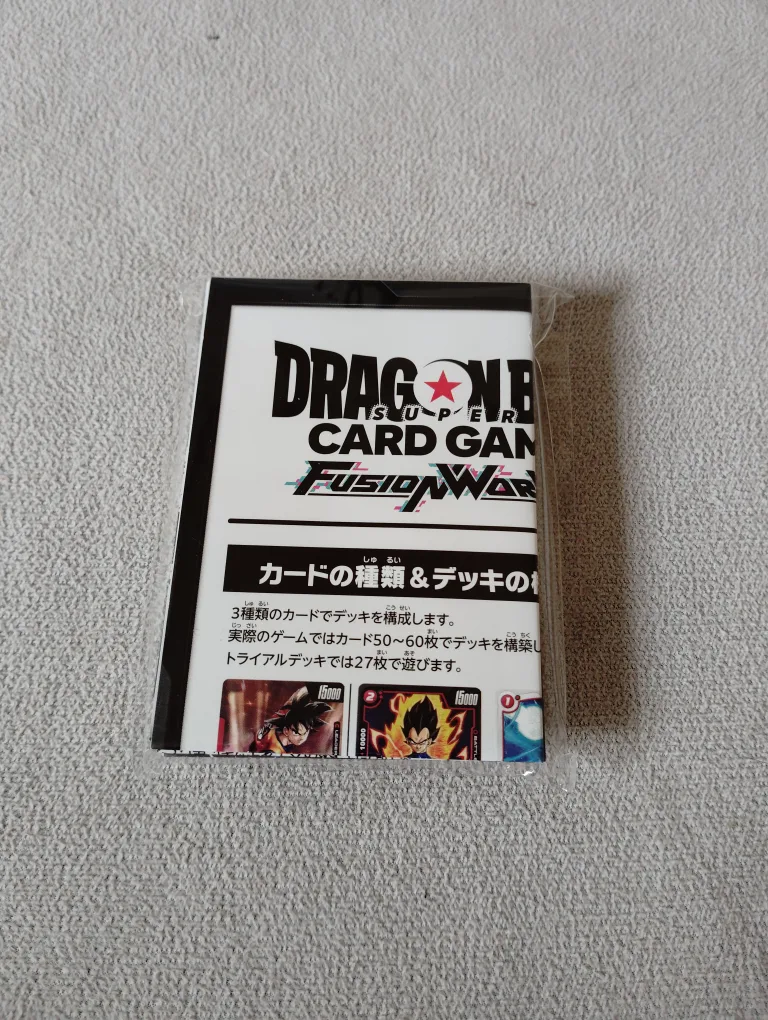 DRAGON B
SUPER
CARD GAM
FUSION WOR
カードの種類&デッキの
3種類のカードでデッキを構成します。
実際のゲームではカード50〜60枚でデッキを構築し
トライアルデッキでは27枚で遊びます。
15000
2 15000
10000
1